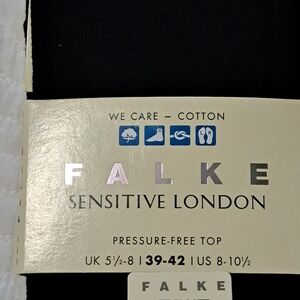 WE CARE – COTTON
FALKE
SENSITIVE LONDON
PRESSURE-FREE TOP
UK 5½-8 | 39-42 | US 8-10½
FALKE